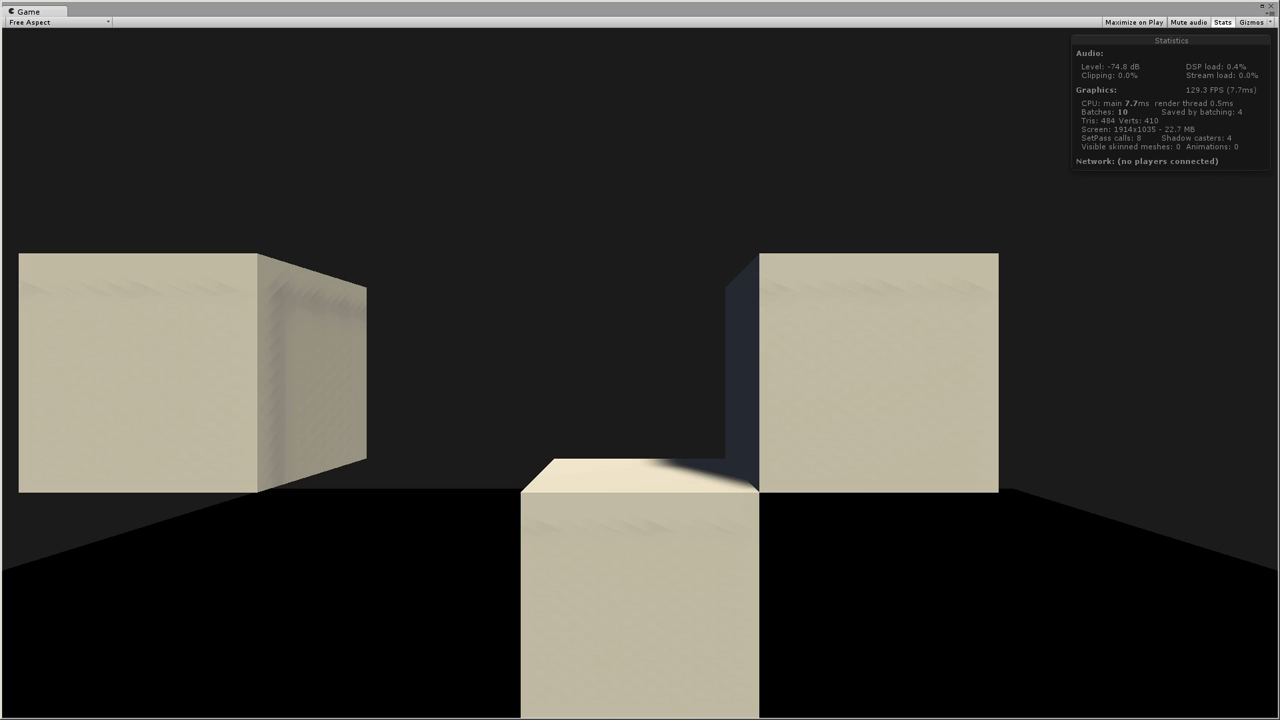 Game
Free Aspect
Maximize on Play Mute audio Stats Gizmos
Statistics
Audio:
Level: -74.8 dB DSP load: 0.4%
Clipping: 0.0% Stream load: 0.0%
Graphics: 129.3 FPS (7.7ms)
CPU: main 7.7ms render thread 0.5ms
Batches: 10 Saved by batching: 4
Tris: 484 Verts: 410
Screen: 1914x1035 - 22.7 MB
SetPass calls: 8 Shadow casters: 4
Visible skinned meshes: 0 Animations: 0
Network: (no players connected)